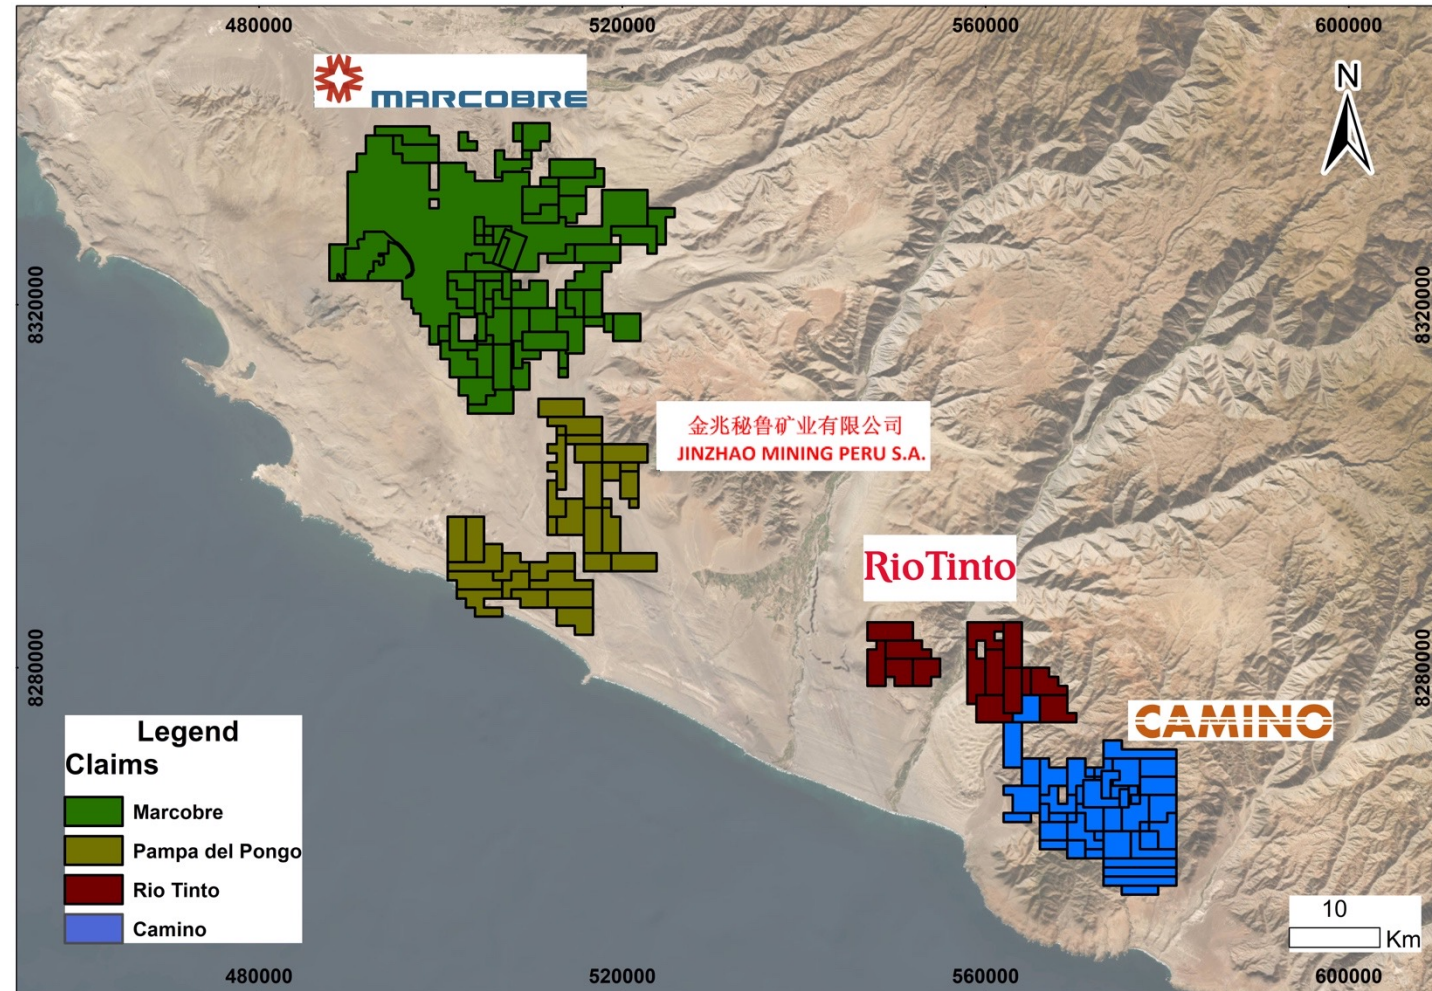 480000
520000
560000
600000
N
MARCOBRE
8320000
8320000
金兆秘鲁矿业有限公司
JINZHAO MINING PERU S.A.
RioTinto
8280000
8280000
CAMINO
Legend
Claims
Marcobre
Pampa del Pongo
Rio Tinto
Camino
10
Km
480000
520000
560000
600000